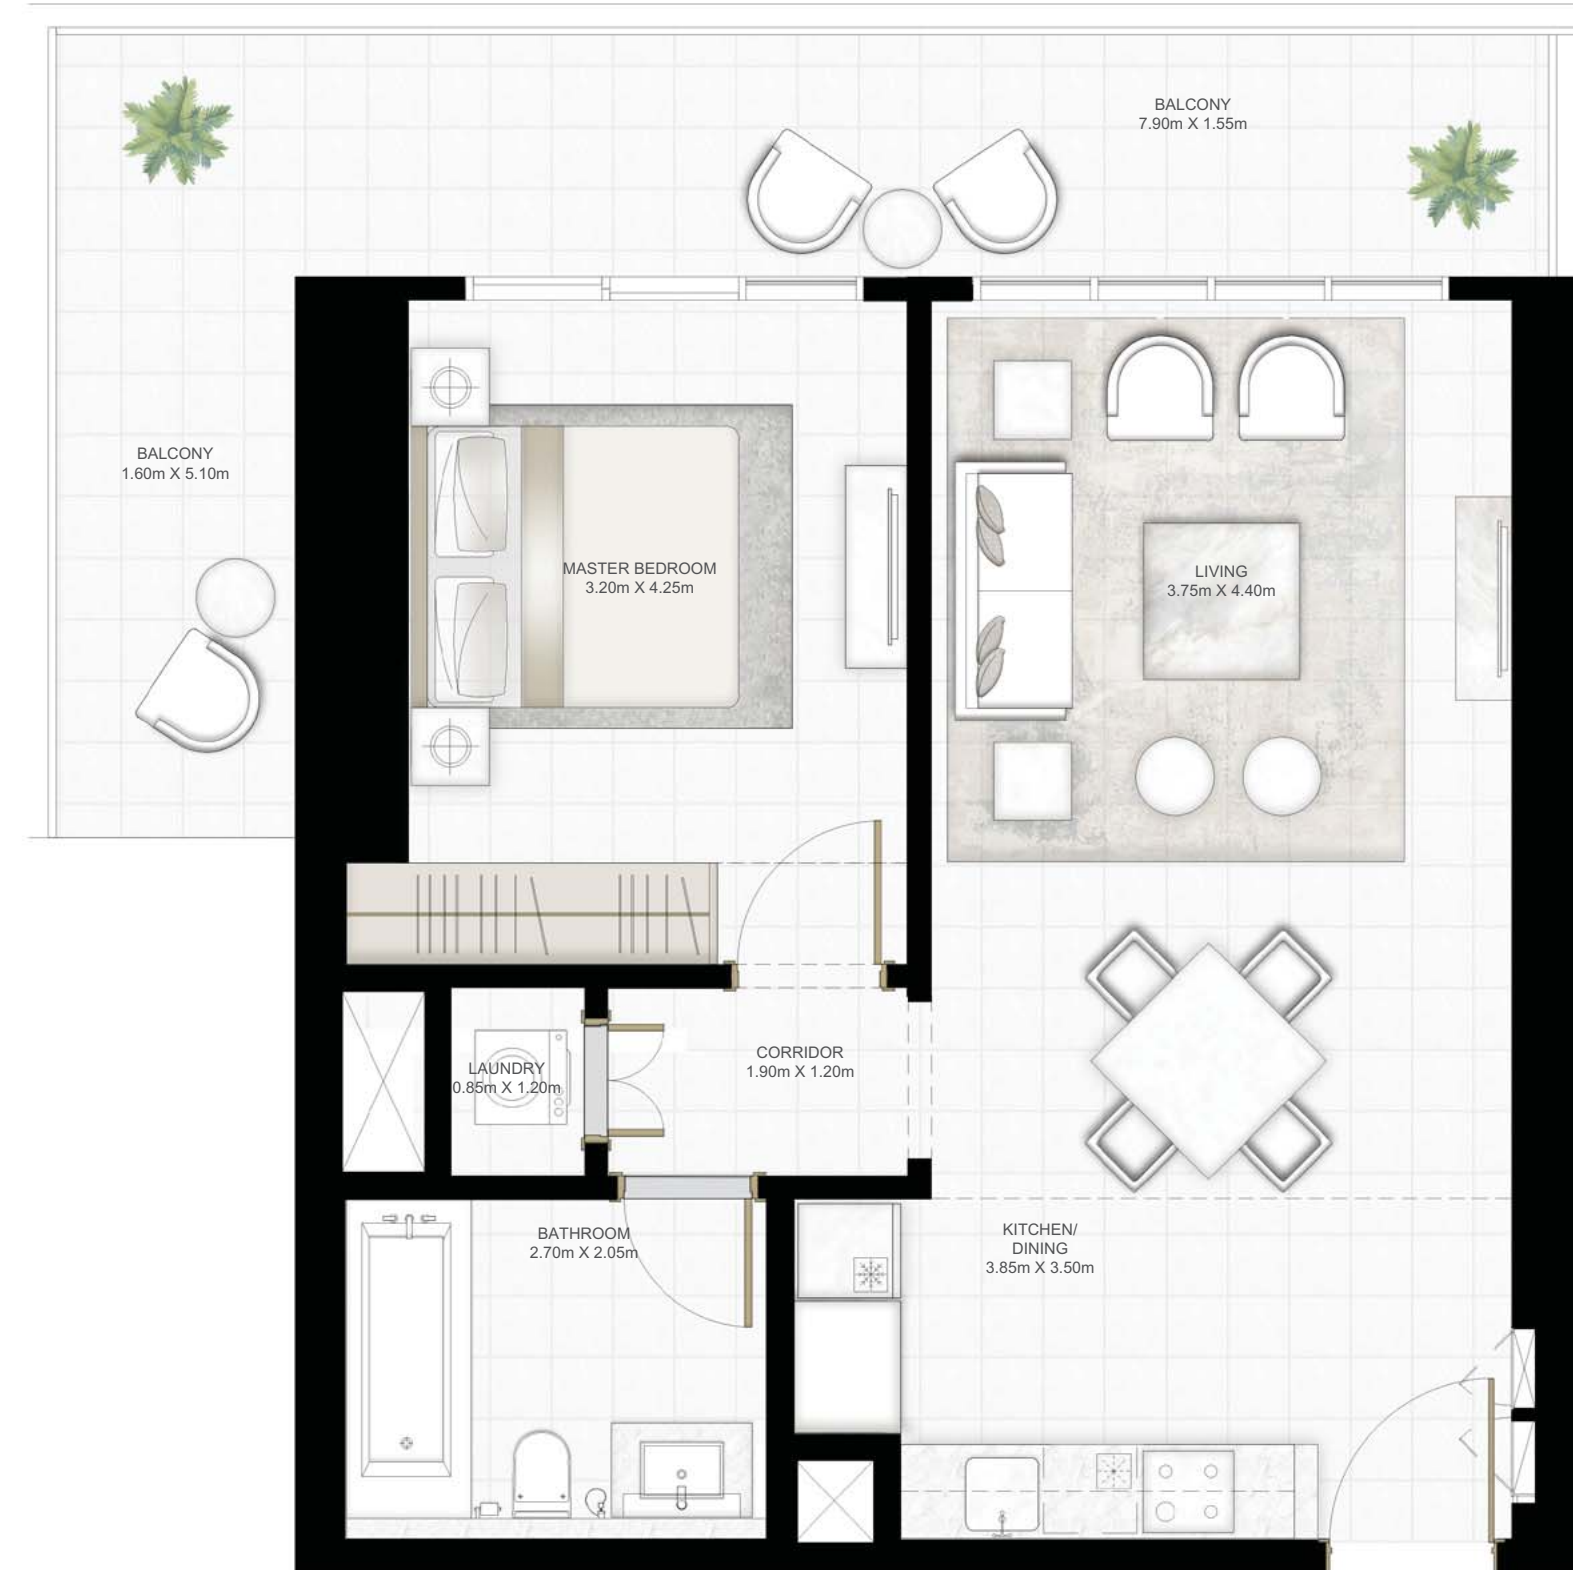 BALCONY
7.90m X 1.55m
BALCONY
1.60m X 5.10m
MASTER BEDROOM
3.20m X 4.25m
LIVING
3.75m X 4.40m
LAUNDRY
0.85m X 1.20m
CORRIDOR
1.90m X 1.20m
BATHROOM
2.70m X 2.05m
KITCHEN/
DINING
3.85m X 3.50m